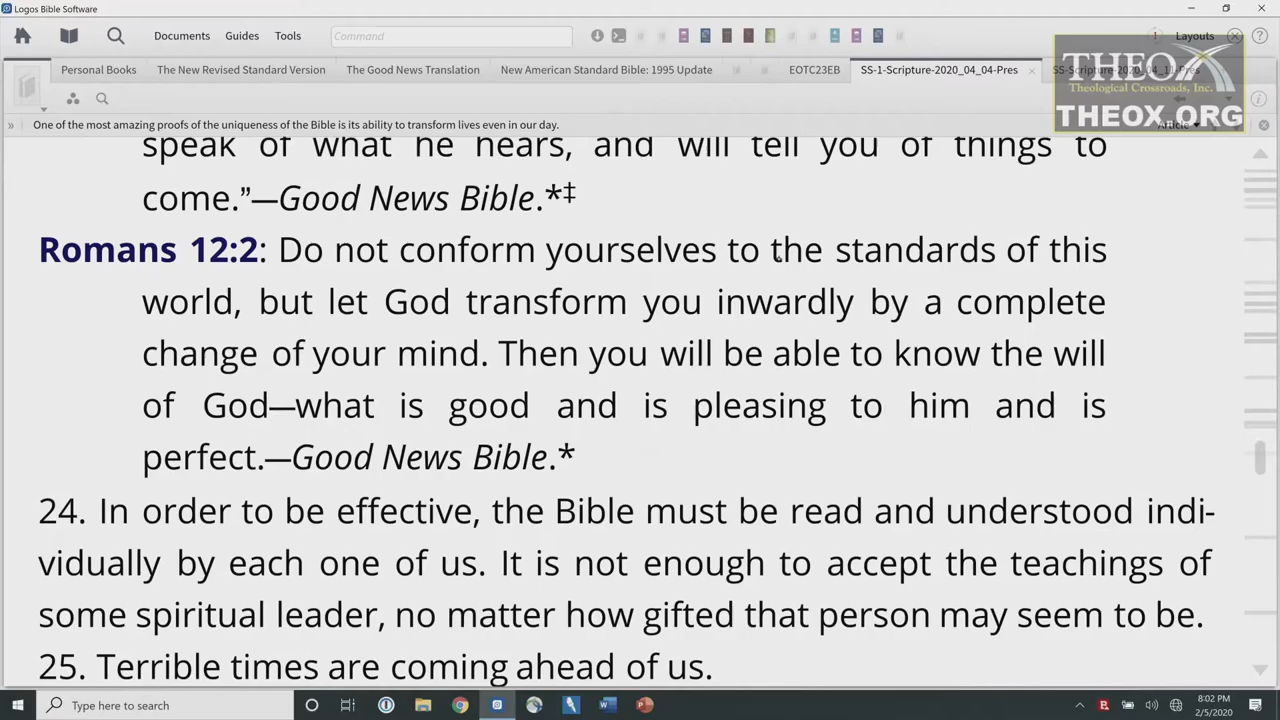 Logos Bible Software
Documents Guides Tools Command Layouts
Personal Books The New Revised Standard Version New American Standard Bible: 1995 Update EOTC23EB SS-1-Scripture-2020_04_04-Pres
THEOX
Theological Crossroads, Inc.
THEOX.ORG
One of the most amazing proofs of the uniqueness of the Bible is its ability to transform lives even in our day.
speak of what he hears, and will tell you of things to
come.”—Good News Bible.*‡
Romans 12:2: Do not conform yourselves to the standards of this
world, but let God transform you inwardly by a complete
change of your mind. Then you will be able to know the will
of God—what is good and is pleasing to him and is
perfect.—Good News Bible.*
24. In order to be effective, the Bible must be read and understood indi-
vidually by each one of us. It is not enough to accept the teachings of
some spiritual leader, no matter how gifted that person may seem to be.
25. Terrible times are coming ahead of us.
Type here to search
8:02 PM
2/5/2020